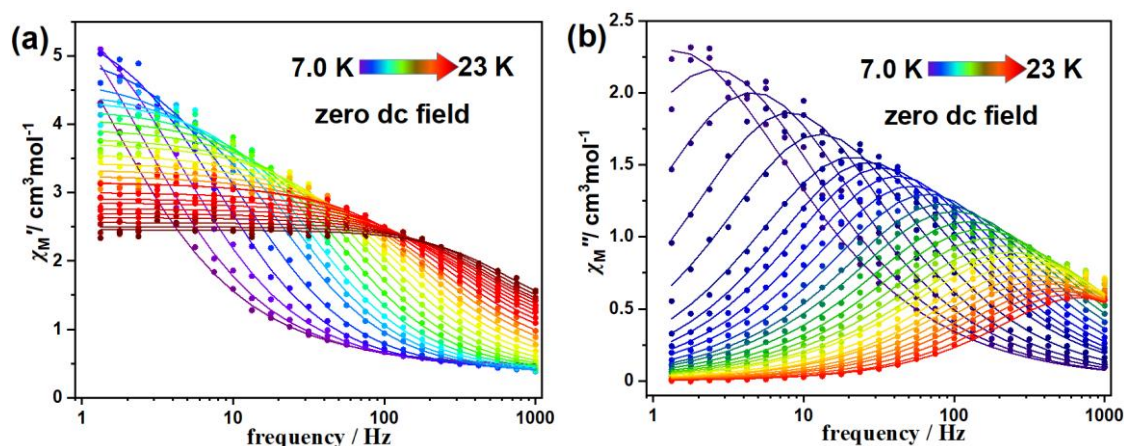 (a)
7.0 K 23 K
zero dc field
5
4
3
2
1
0
χM′/ cm³mol⁻¹
1 10 100 1000
frequency / Hz
(b)
7.0 K 23 K
zero dc field
2.5
2.0
1.5
1.0
0.5
0
χM″/ cm³mol⁻¹
1 10 100 1000
frequency / Hz